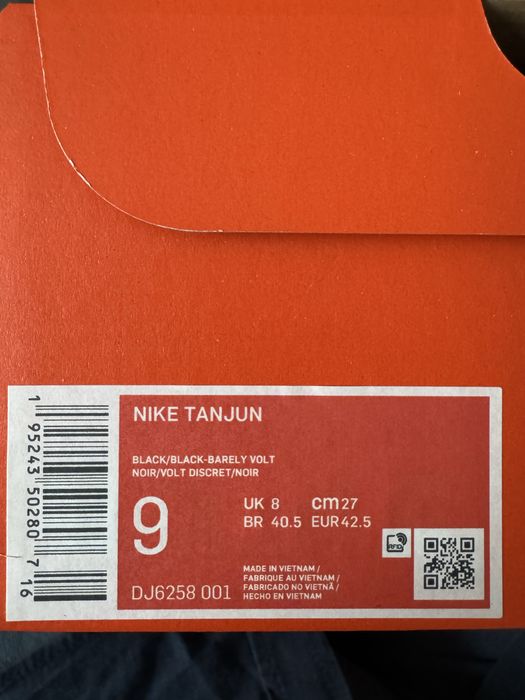 NIKE TANJUN
BLACK/BLACK-BARELY VOLT
NOIR/VOLT DISCRET/NOIR
9
UK 8 cm 27
BR 40.5 EUR 42.5
DJ6258 001
MADE IN VIETNAM /
FABRIQUE AU VIETNAM /
FABRICADO NO VIETNÃ /
HECHO EN VIETNAM
RFID
1 95243 50280 7 16